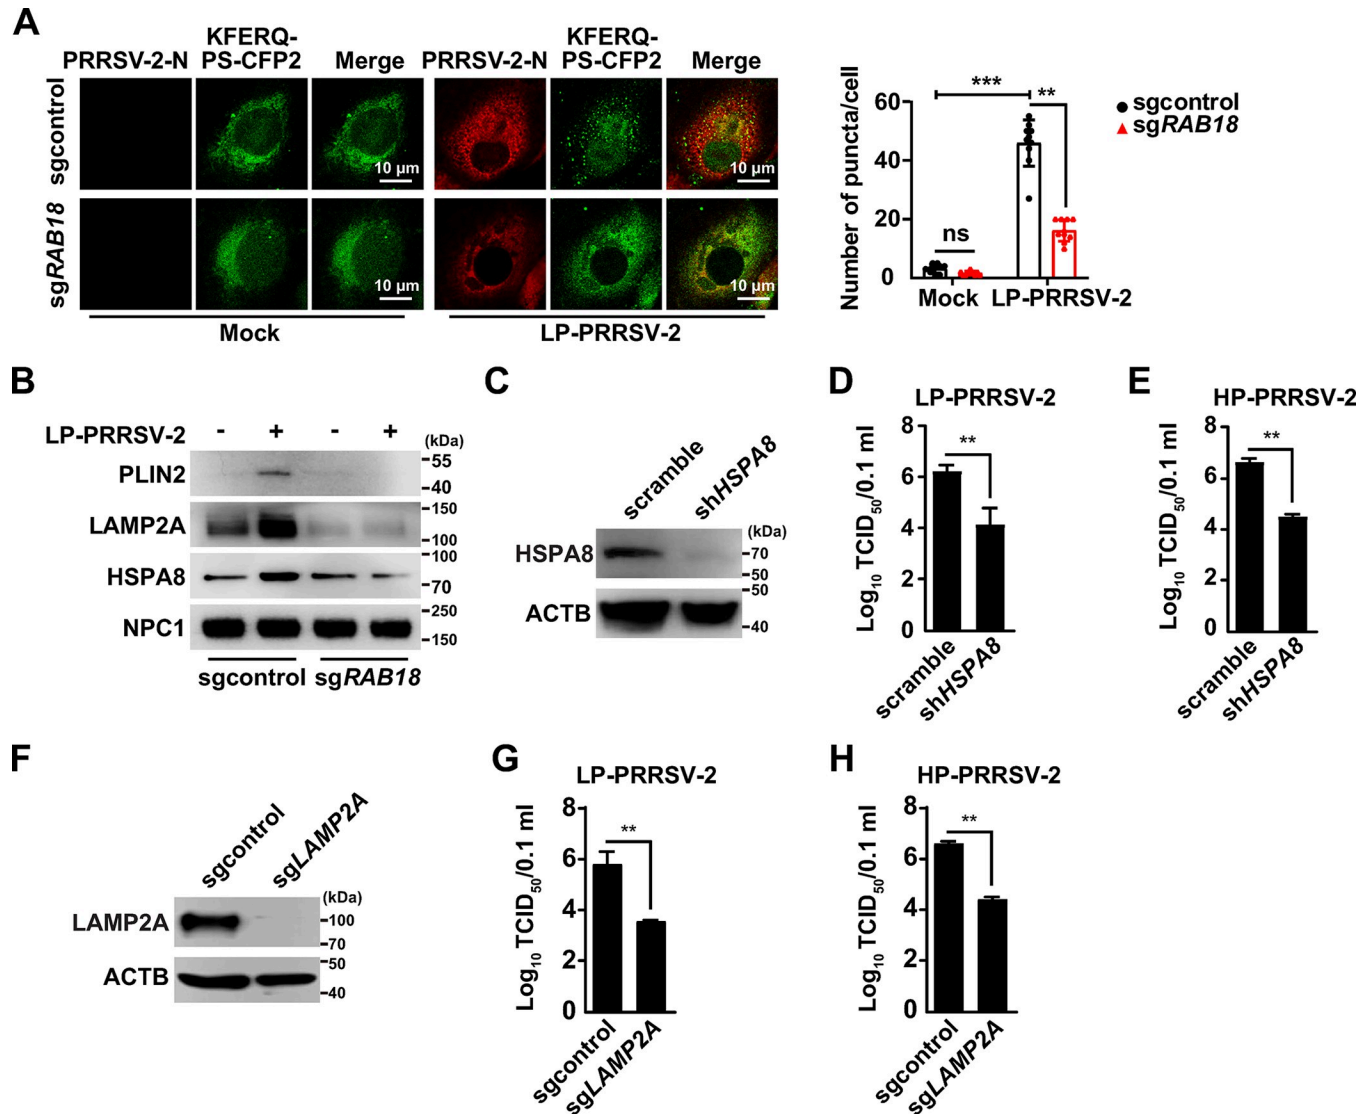 A
PRRSV-2-N
KFERQ-
PS-CFP2
Merge
PRRSV-2-N
KFERQ-
PS-CFP2
Merge
sgcontrol
10 µm
10 µm
sgRAB18
10 µm
10 µm
Mock
LP-PRRSV-2
Number of puncta/cell
60
40
20
0
***
**
ns
Mock
LP-PRRSV-2
sgcontrol
sgRAB18
B
LP-PRRSV-2
- + - +
(kDa)
PLIN2
55
40
LAMP2A
150
100
HSPA8
100
70
NPC1
250
150
sgcontrol
sgRAB18
C
scramble
shHSPA8
(kDa)
HSPA8
70
50
ACTB
50
40
D
LP-PRRSV-2
Log10 TCID50/0.1 ml
8
6
4
2
0
**
scramble
shHSPA8
E
HP-PRRSV-2
Log10 TCID50/0.1 ml
8
6
4
2
0
**
scramble
shHSPA8
F
sgcontrol
sgLAMP2A
(kDa)
LAMP2A
100
70
ACTB
50
40
G
LP-PRRSV-2
Log10 TCID50/0.1 ml
8
6
4
2
0
**
sgcontrol
sgLAMP2A
H
HP-PRRSV-2
Log10 TCID50/0.1 ml
8
6
4
2
0
**
sgcontrol
sgLAMP2A